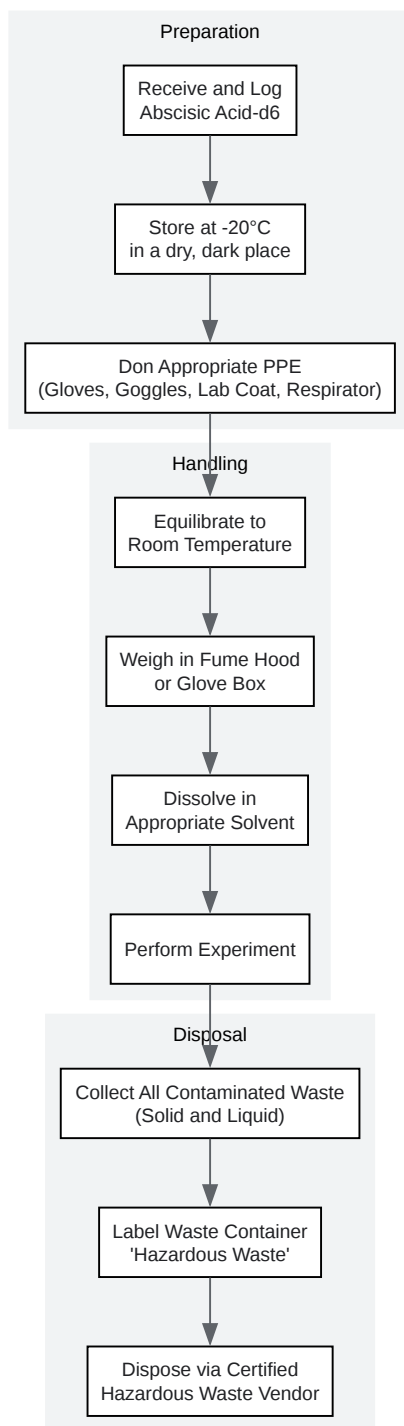 Preparation
Receive and Log
Abscisic Acid-d6
Store at -20°C
in a dry, dark place
Don Appropriate PPE
(Gloves, Goggles, Lab Coat, Respirator)
Handling
Equilibrate to
Room Temperature
Weigh in Fume Hood
or Glove Box
Dissolve in
Appropriate Solvent
Perform Experiment
Disposal
Collect All Contaminated Waste
(Solid and Liquid)
Label Waste Container
'Hazardous Waste'
Dispose via Certified
Hazardous Waste Vendor